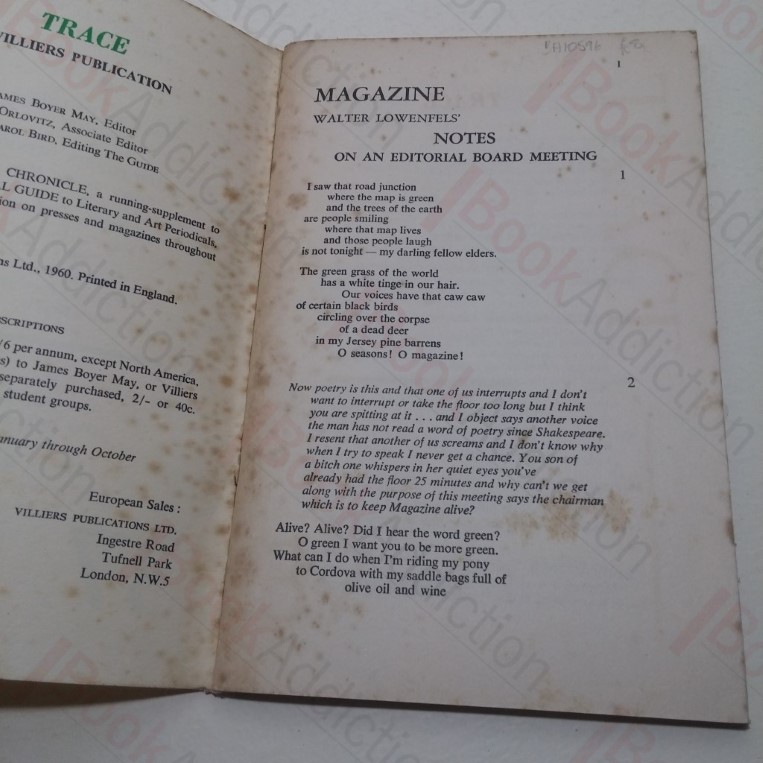 TRACE
VILLIERS PUBLICATION
JAMES BOYER MAY, Editor
ORLOVITZ, Associate Editor
CAROL BIRD, Editing THE GUIDE
CHRONICLE, a running-supplement to
GUIDE to Literary and Art Periodicals,
on presses and magazines throughout
Ltd., 1960. Printed in England.
/6 per annum, except North America,
to James Boyer May, or Villiers
separately purchased, 2/- or 40c.
student groups.
through October
European Sales :
VILLIERS PUBLICATIONS LTD.
Ingestre Road
Tufnell Park
London, N.W.5
1
MAGAZINE
WALTER LOWENFELS'
NOTES
ON AN EDITORIAL BOARD MEETING
1
I saw that road junction
where the map is green
and the trees of the earth
are people smiling
where that map lives
and those people laugh
is not tonight — my darling fellow elders.
The green grass of the world
has a white tinge in our hair.
Our voices have that caw caw
of certain black birds
circling over the corpse
of a dead deer
in my Jersey pine barrens
O seasons! O magazine!
2
Now poetry is this and that one of us interrupts and I don't
want to interrupt or take the floor too long but I think
you are spitting at it . . . and I object says another voice
the man has not read a word of poetry since Shakespeare.
I resent that another of us screams and I don't know why
when I try to speak I never get a chance. You son of
a bitch one whispers in her quiet eyes you've
already had the floor 25 minutes and why can't we get
along with the purpose of this meeting says the chairman
which is to keep Magazine alive?
Alive? Alive? Did I hear the word green?
O green I want you to be more green.
What can I do when I'm riding my pony
to Cordova with my saddle bags full of
olive oil and wine
BookAddiction